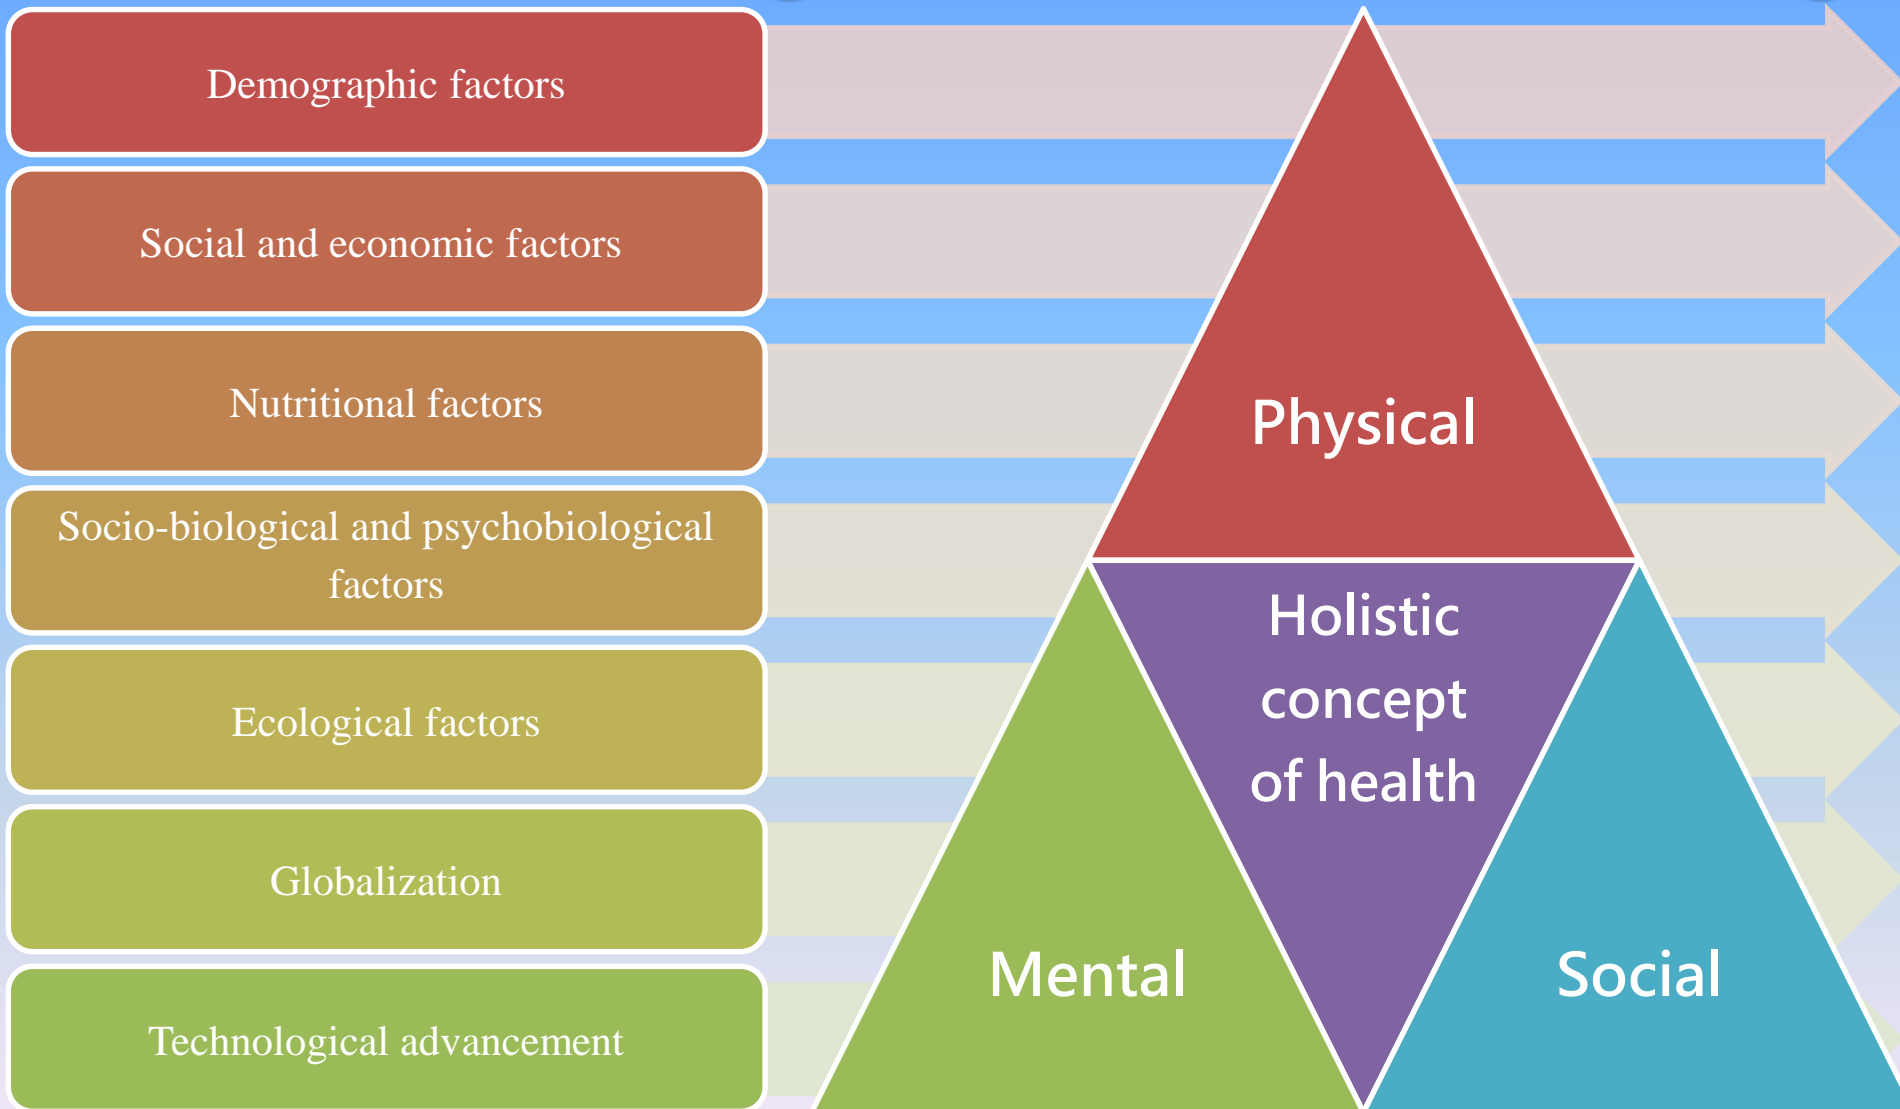 Demographic factors
Social and economic factors
Nutritional factors
Socio-biological and psychobiological
factors
Ecological factors
Globalization
Technological advancement
Physical
Holistic
concept
of health
Mental
Social